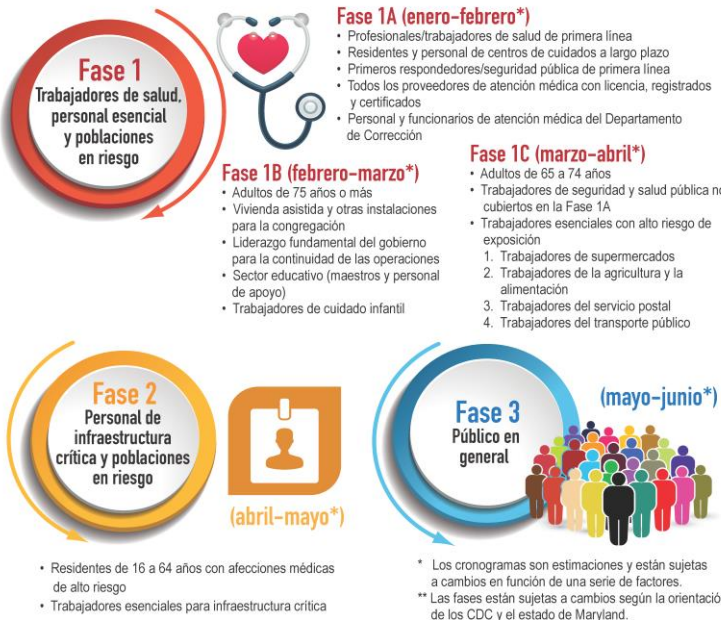 Fase 1
Trabajadores de salud,
personal esencial
y poblaciones
en riesgo
Fase 1A (enero-febrero*)
• Profesionales/trabajadores de salud de primera línea
• Residentes y personal de centros de cuidados a largo plazo
• Primeros respondedores/seguridad pública de primera línea
• Todos los proveedores de atención médica con licencia, registrados
y certificados
• Personal y funcionarios de atención médica del Departamento
de Corrección
Fase 1B (febrero-marzo*)
• Adultos de 75 años o más
• Vivienda asistida y otras instalaciones
para la congregación
• Liderazgo fundamental del gobierno
para la continuidad de las operaciones
• Sector educativo (maestros y personal
de apoyo)
• Trabajadores de cuidado infantil
Fase 1C (marzo-abril*)
• Adultos de 65 a 74 años
• Trabajadores de seguridad y salud pública no
cubiertos en la Fase 1A
• Trabajadores esenciales con alto riesgo de
exposición
1. Trabajadores de supermercados
2. Trabajadores de la agricultura y la
alimentación
3. Trabajadores del servicio postal
4. Trabajadores del transporte público
Fase 2
Personal de
infraestructura
crítica y poblaciones
en riesgo
(abril-mayo*)
• Residentes de 16 a 64 años con afecciones médicas
de alto riesgo
• Trabajadores esenciales para infraestructura crítica
Fase 3
Público en
general
(mayo-junio*)
* Los cronogramas son estimaciones y están sujetas
a cambios en función de una serie de factores.
** Las fases están sujetas a cambios según la orientació
de los CDC y el estado de Maryland.